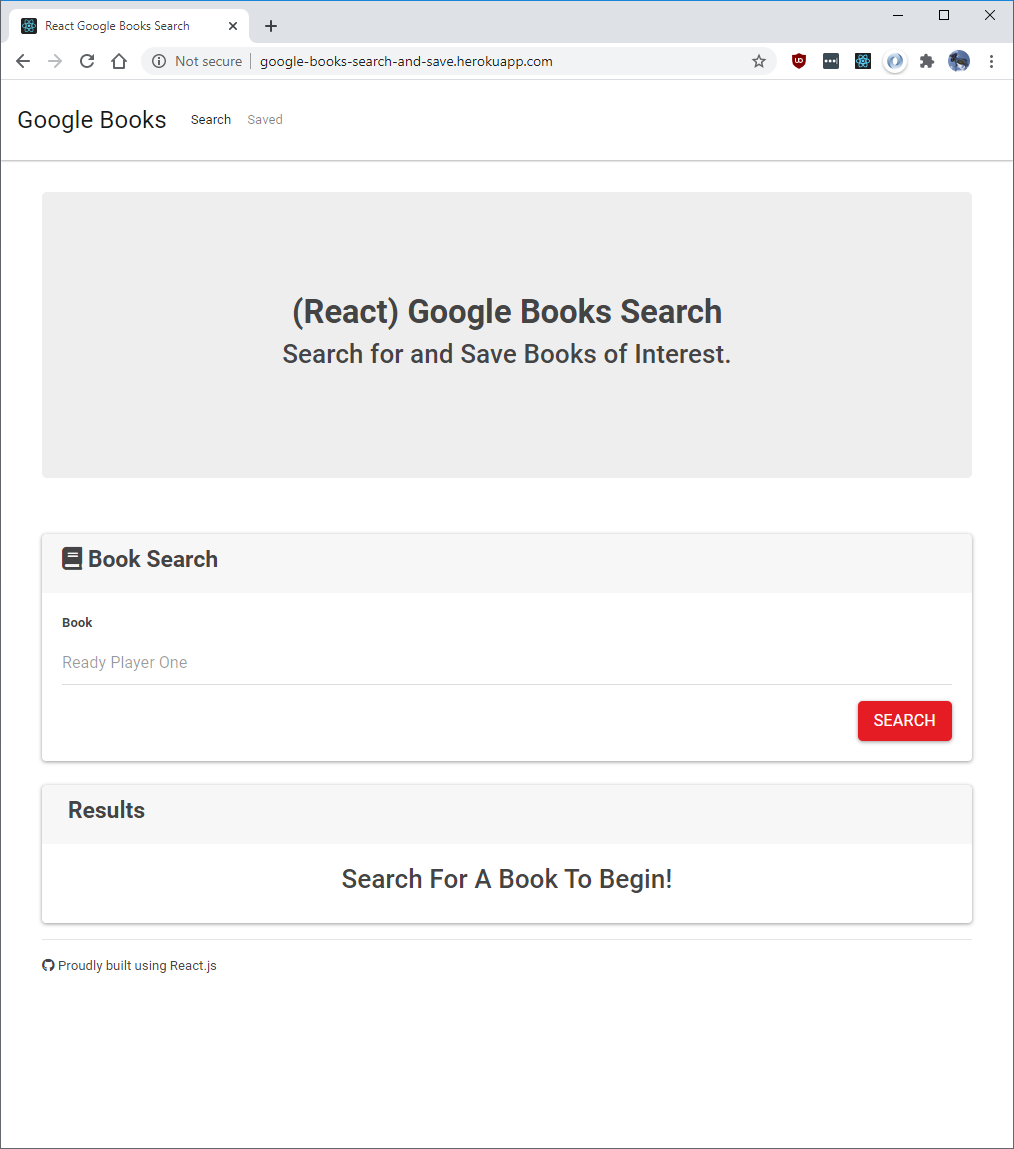 React Google Books Search
Not secure google-books-search-and-save.herokuapp.com
Google Books Search Saved
(React) Google Books Search
Search for and Save Books of Interest.
Book Search
Book
Ready Player One
SEARCH
Results
Search For A Book To Begin!
Proudly built using React.js